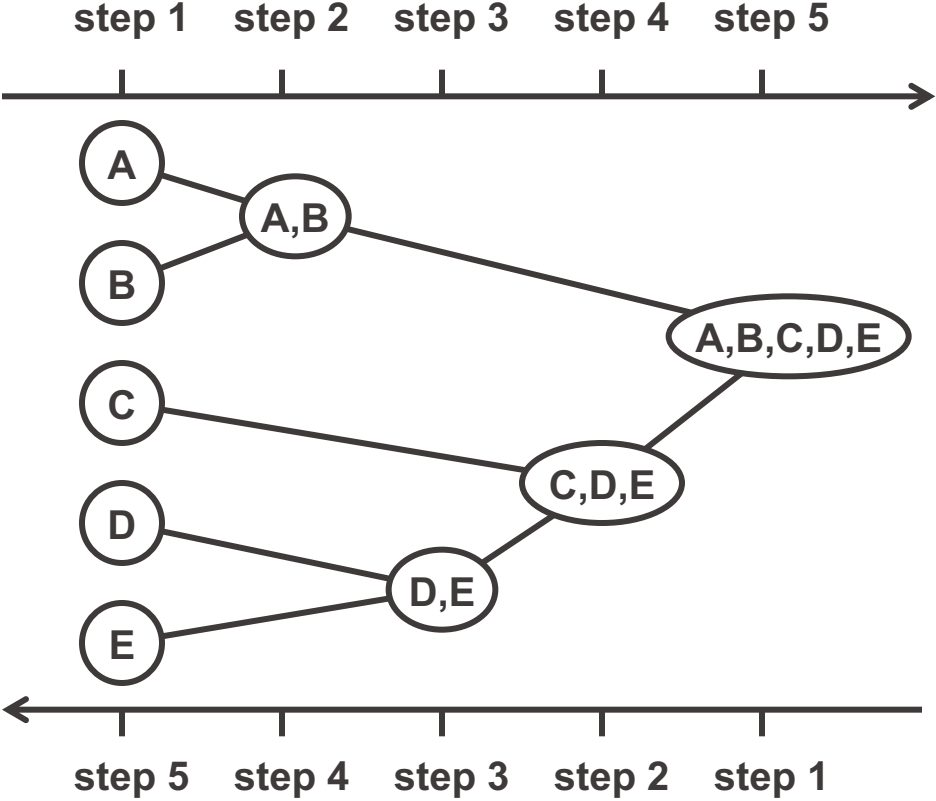 step 1 step 2 step 3 step 4 step 5
A
A,B
B
A,B,C,D,E
C
C,D,E
D
D,E
E
step 5 step 4 step 3 step 2 step 1